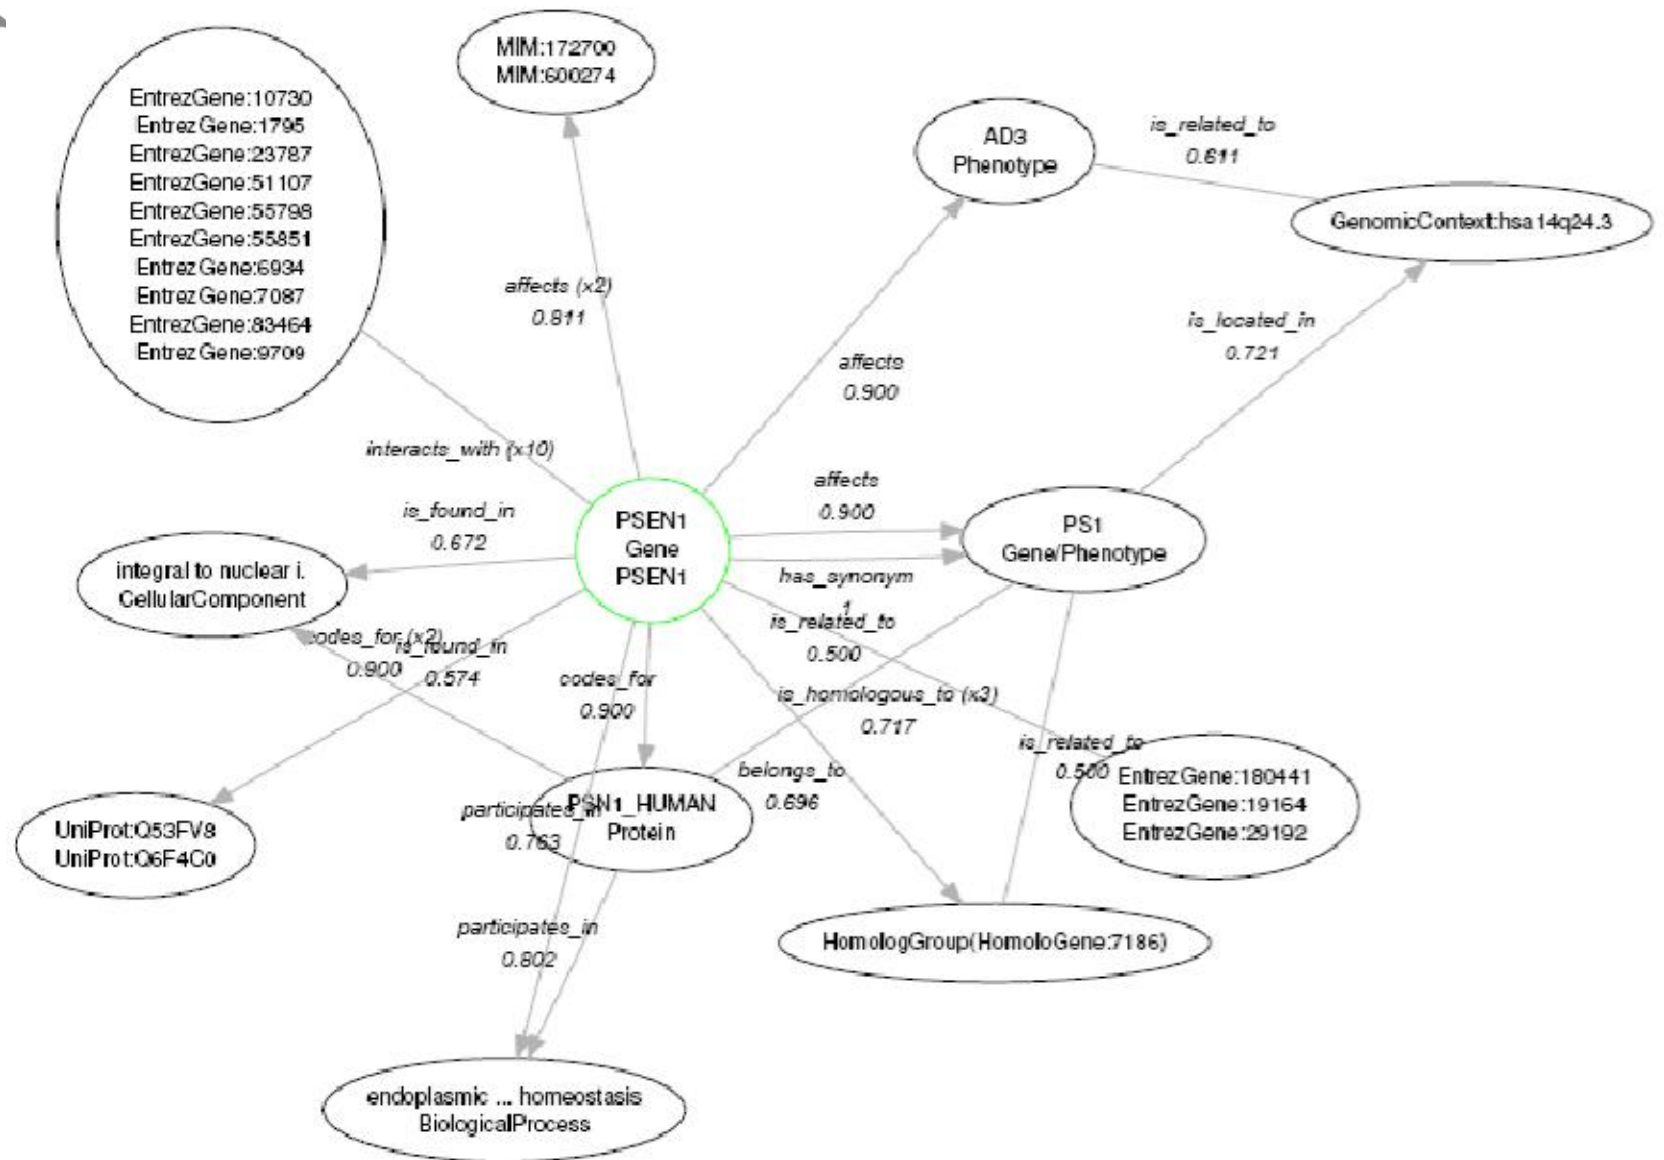 MIM:172700
MIM:600274
EntrezGene:10730
EntrezGene:1795
EntrezGene:23787
EntrezGene:51107
EntrezGene:55798
EntrezGene:55851
EntrezGene:6934
EntrezGene:7087
EntrezGene:83464
EntrezGene:9709
AD3
Phenotype
is_related_to
0.611
GenomicContext:hsa14q24.3
affects (x2)
0.811
is_located_in
0.721
affects
0.900
interacts_with (x10)
is_found_in
0.672
PSEN1
Gene
PSEN1
affects
0.900
PS1
Gene/Phenotype
integral to nuclear i.
CellularComponent
has_synonym
1
is_related_to
0.500
codes_for (x2)
0.900
is_found_in
0.574
codes_for
0.900
is_homologous_to (x3)
0.717
is_related_to
0.500
EntrezGene:180441
EntrezGene:19164
EntrezGene:29192
belongs_to
0.696
PSN1_HUMAN
Protein
participates_in
0.763
UniProt:Q53FV8
UniProt:Q6F4C0
participates_in
0.802
HomologGroup(HomoloGene:7186)
endoplasmic ... homeostasis
BiologicalProcess